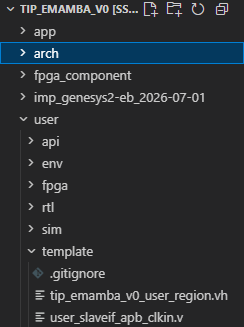 TIP_EMAMBA_V0 [SS...
app
arch
fpga_component
imp_genesys2-eb_2026-07-01
user
api
env
fpga
rtl
sim
template
.gitignore
tip_emamba_v0_user_region.vh
user_slaveif_apb_clkin.v